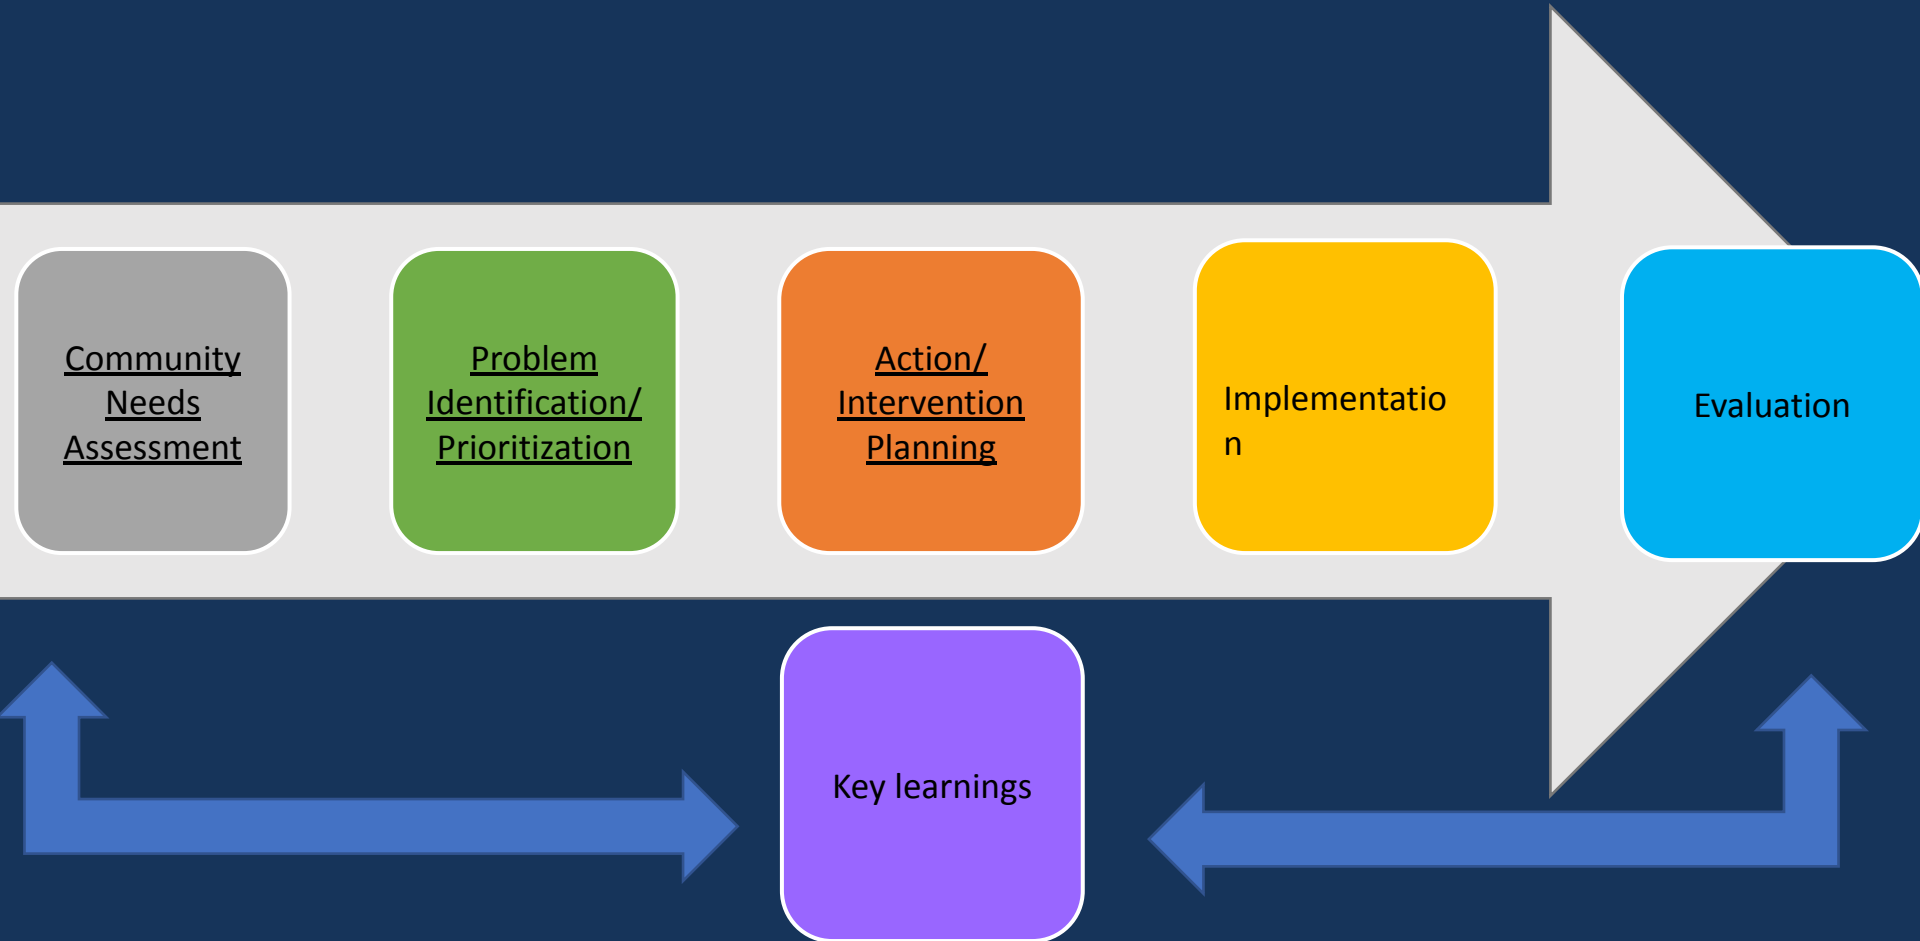 Community
Needs
Assessment
Problem
Identification/
Prioritization
Action/
Intervention
Planning
Implementatio
n
Evaluation
Key learnings